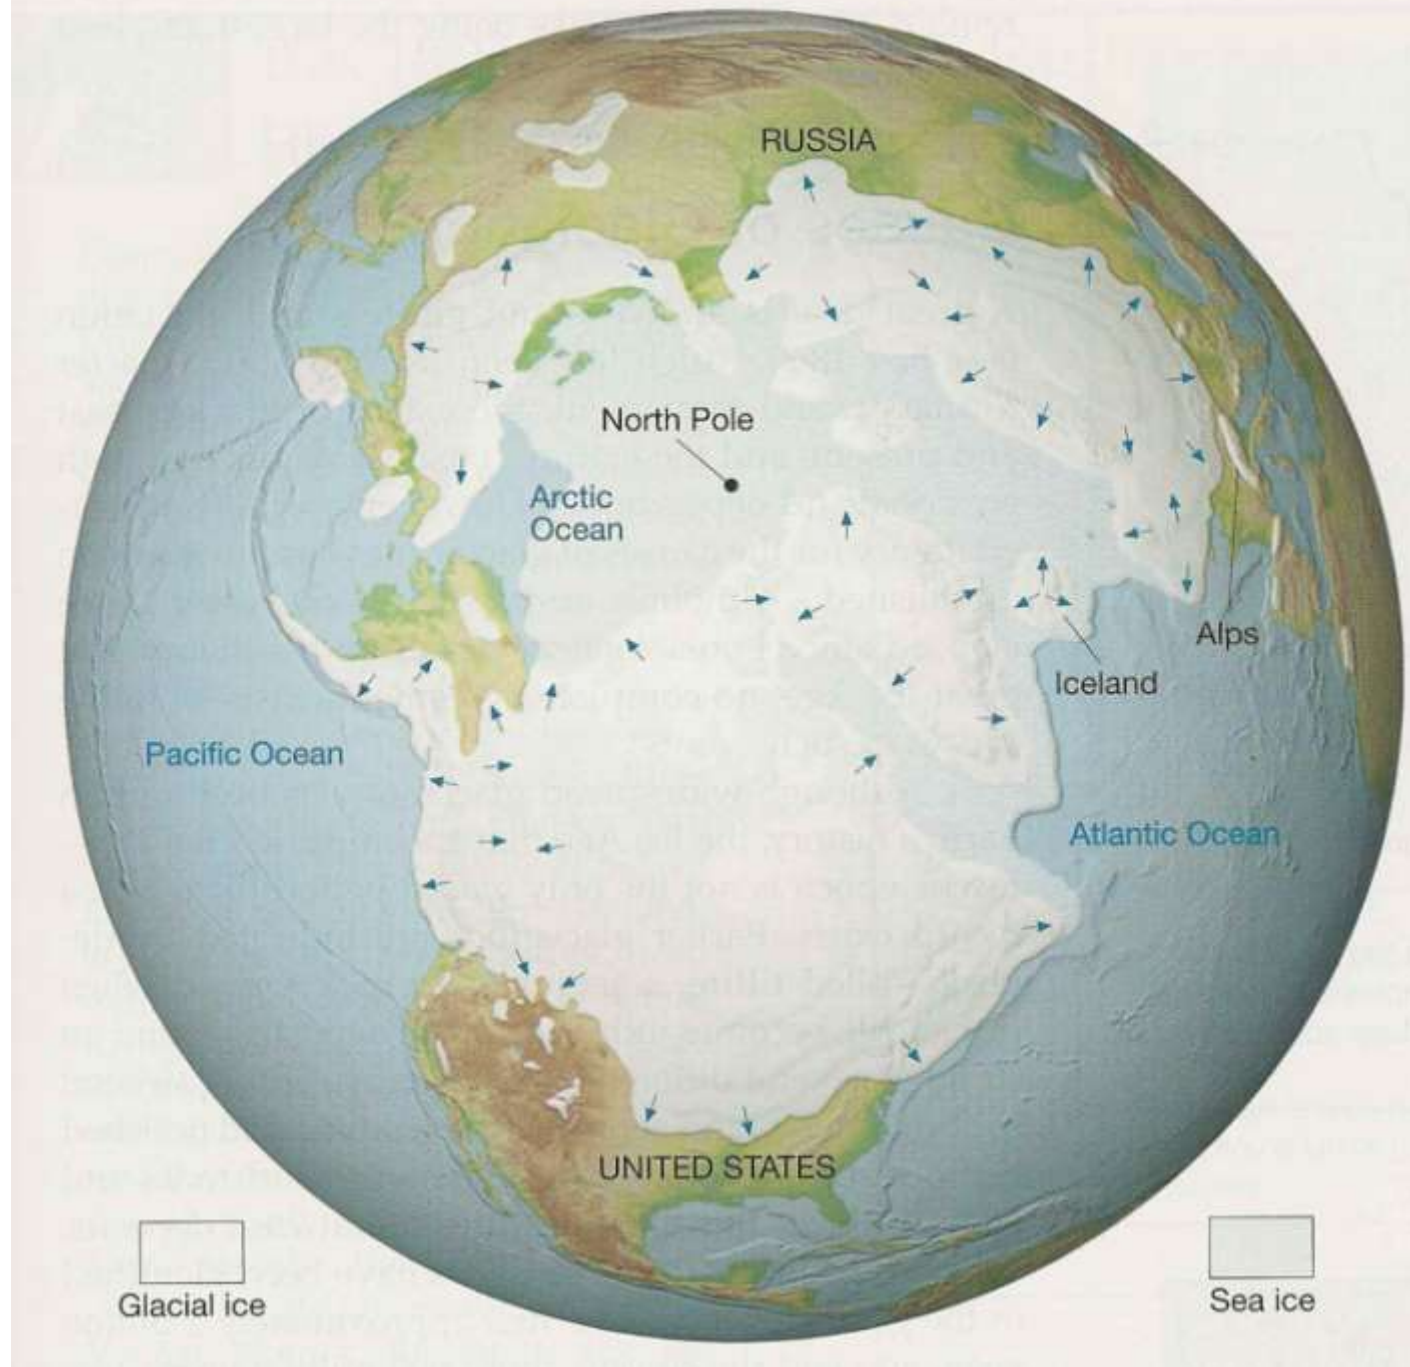 RUSSIA
North Pole
Arctic
Ocean
Alps
Iceland
Pacific Ocean
Atlantic Ocean
UNITED STATES
Glacial ice
Sea ice